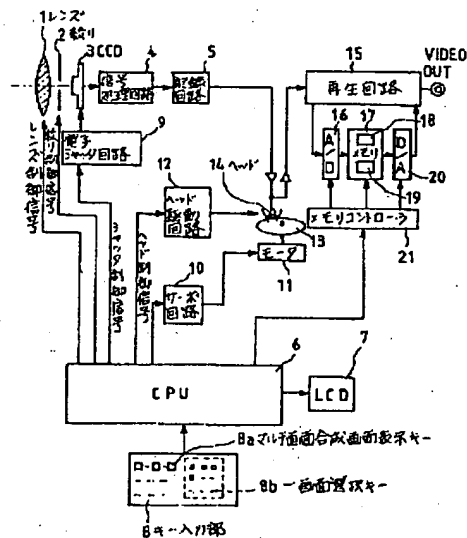 1 レンズ
2 絞り
3 CCD
4
信号
処理回路
5
記録
回路
15
再生回路
VIDEO
OUT
16
17
18
A
D
メモリ
D
A
19
20
メモリコントローラ
21
9
電子
シャッタ回路
12
ヘッド
駆動
回路
14 ヘッド
13
モータ
11
10
サーボ
回路
レンズ制御信号
絞り制御信号
シャッタ制御信号
ヘッド制御信号
6
CPU
7
LCD
8a マルチ画面合成画面表示キー
8b 一画面選択キー
8 キー入力部